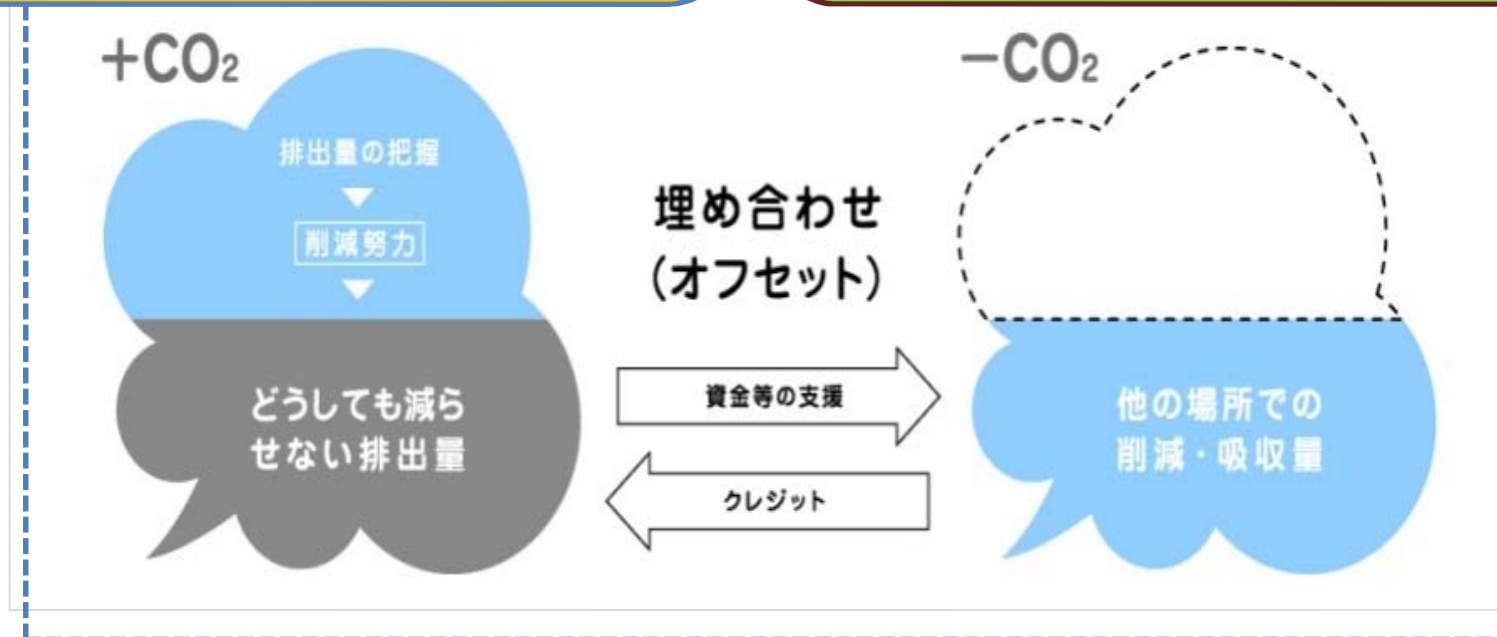 +CO₂
排出量の把握
削減努力
どうしても減ら
せない排出量
埋め合わせ
(オフセット)
資金等の支援
クレジット
−CO₂
他の場所での
削減・吸収量